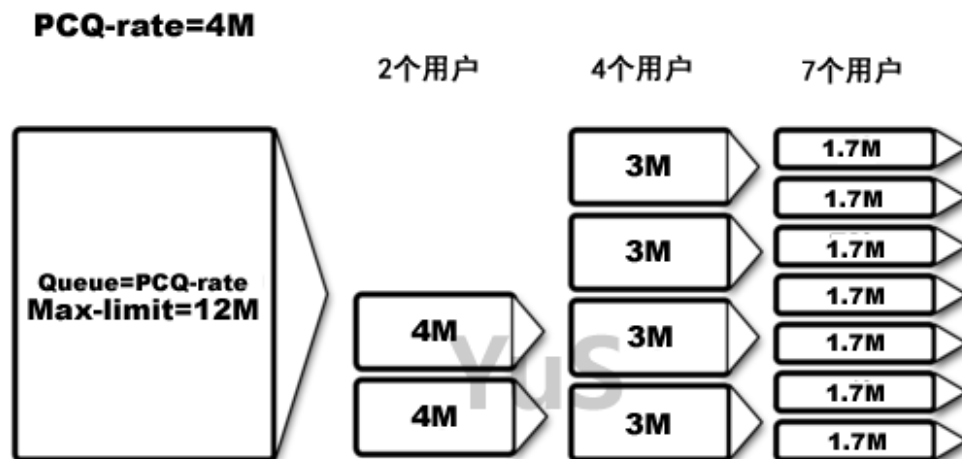 PCQ-rate=4M
2个用户
4个用户
7个用户
Queue=PCQ-rate
Max-limit=12M
4M
4M
3M
3M
3M
3M
1.7M
1.7M
1.7M
1.7M
1.7M
1.7M
1.7M
YuS